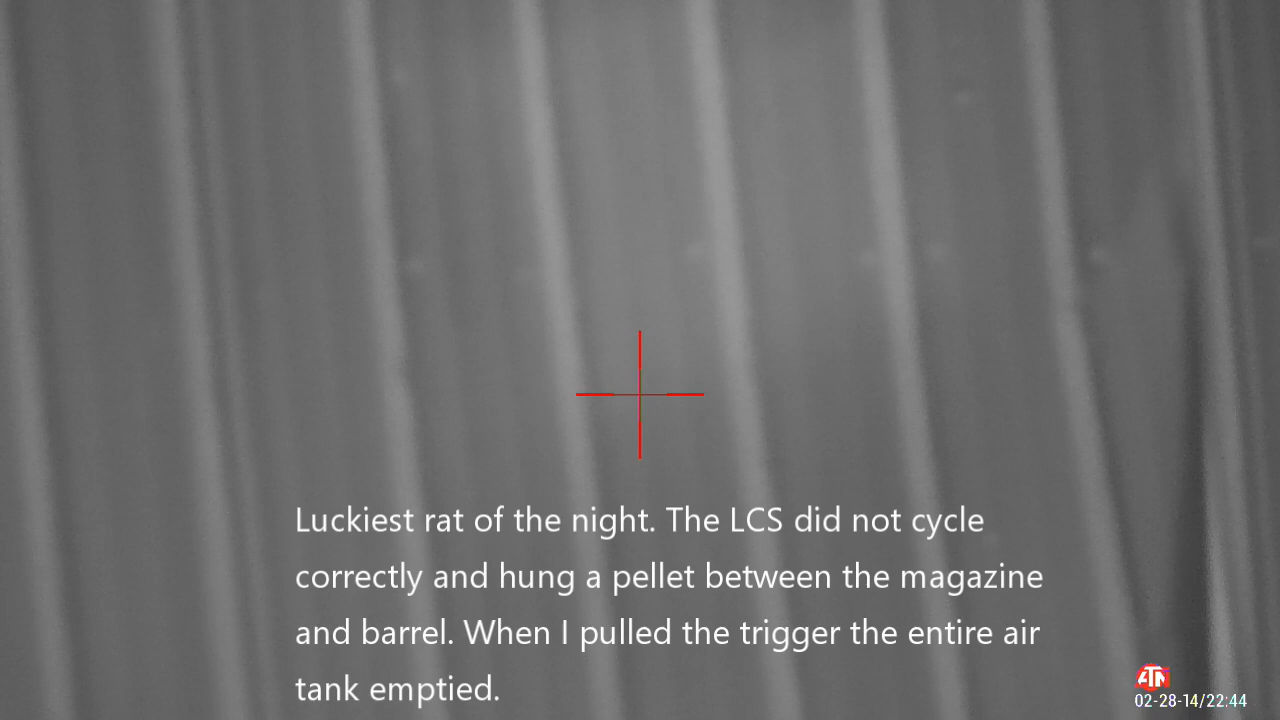 Luckiest rat of the night. The LCS did not cycle
correctly and hung a pellet between the magazine
and barrel. When I pulled the trigger the entire air
tank emptied.
ATN
02-28-14/22:44